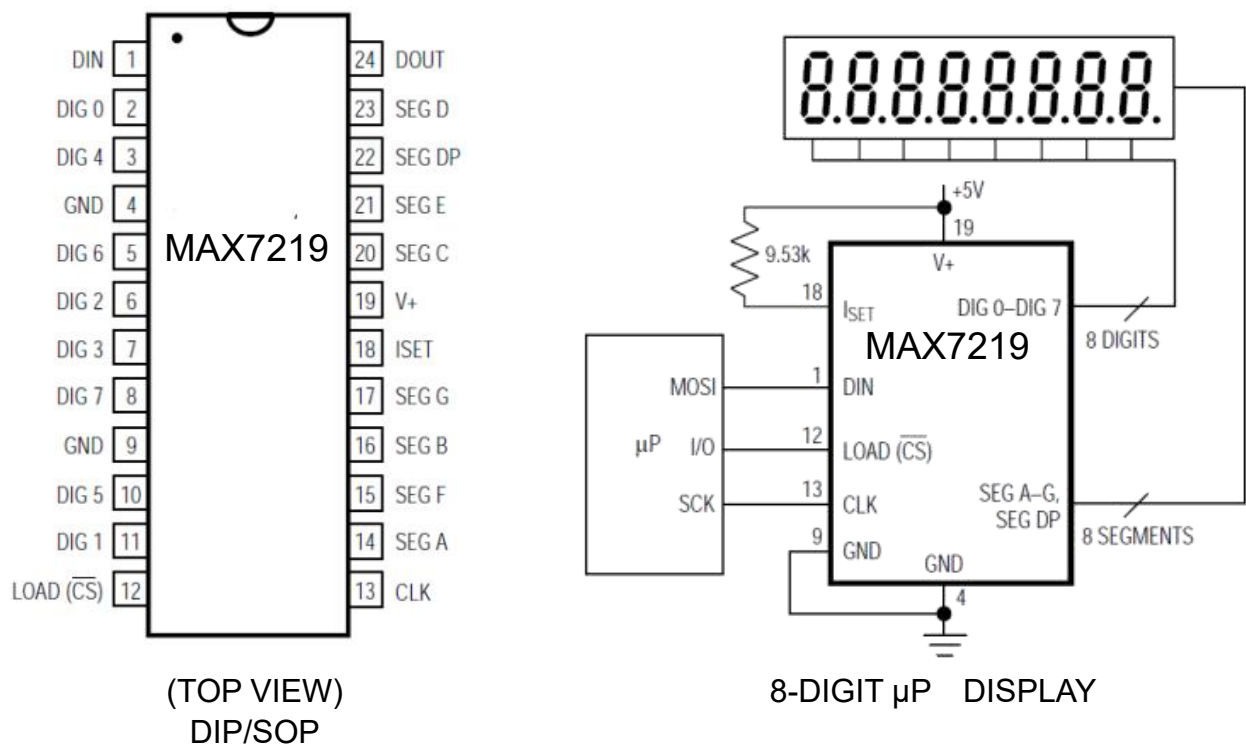 DIN 1
DIG 0 2
DIG 4 3
GND 4
DIG 6 5
DIG 2 6
DIG 3 7
DIG 7 8
GND 9
DIG 5 10
DIG 1 11
LOAD (CS) 12
MAX7219
24 DOUT
23 SEG D
22 SEG DP
21 SEG E
20 SEG C
19 V+
18 ISET
17 SEG G
16 SEG B
15 SEG F
14 SEG A
13 CLK
(TOP VIEW)
DIP/SOP
8.8.8.8.8.8.8.8.
+5V
9.53k
19
V+
18
ISET
DIG 0–DIG 7
MAX7219
8 DIGITS
µP
MOSI
I/O
SCK
1
DIN
12
LOAD (CS)
13
CLK
9
GND
SEG A–G,
SEG DP
8 SEGMENTS
GND
4
8-DIGIT µP DISPLAY